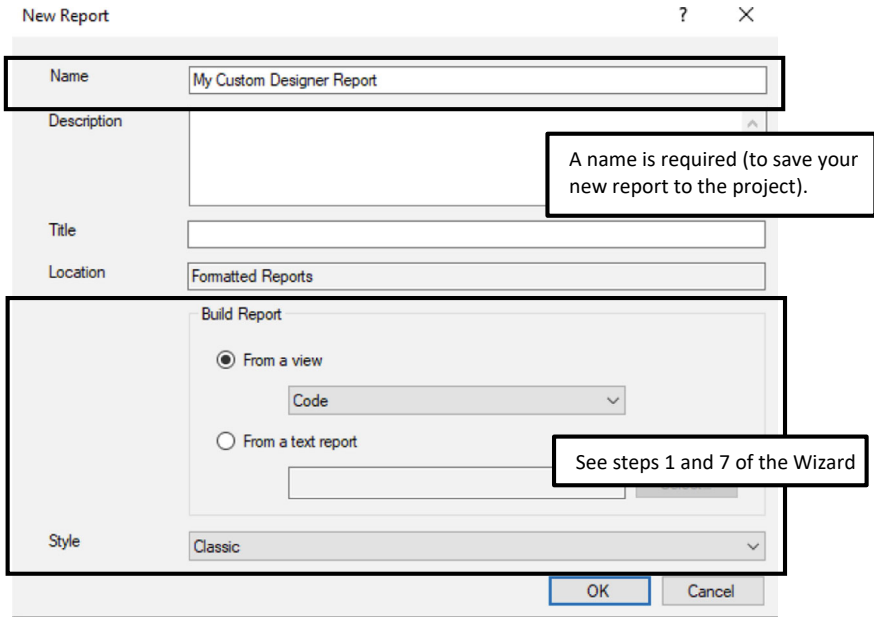 New Report ? ×
Name My Custom Designer Report
Description
A name is required (to save your
new report to the project).
Title
Location Formatted Reports
Build Report
From a view
Code
From a text report
See steps 1 and 7 of the Wizard
Style Classic
OK Cancel